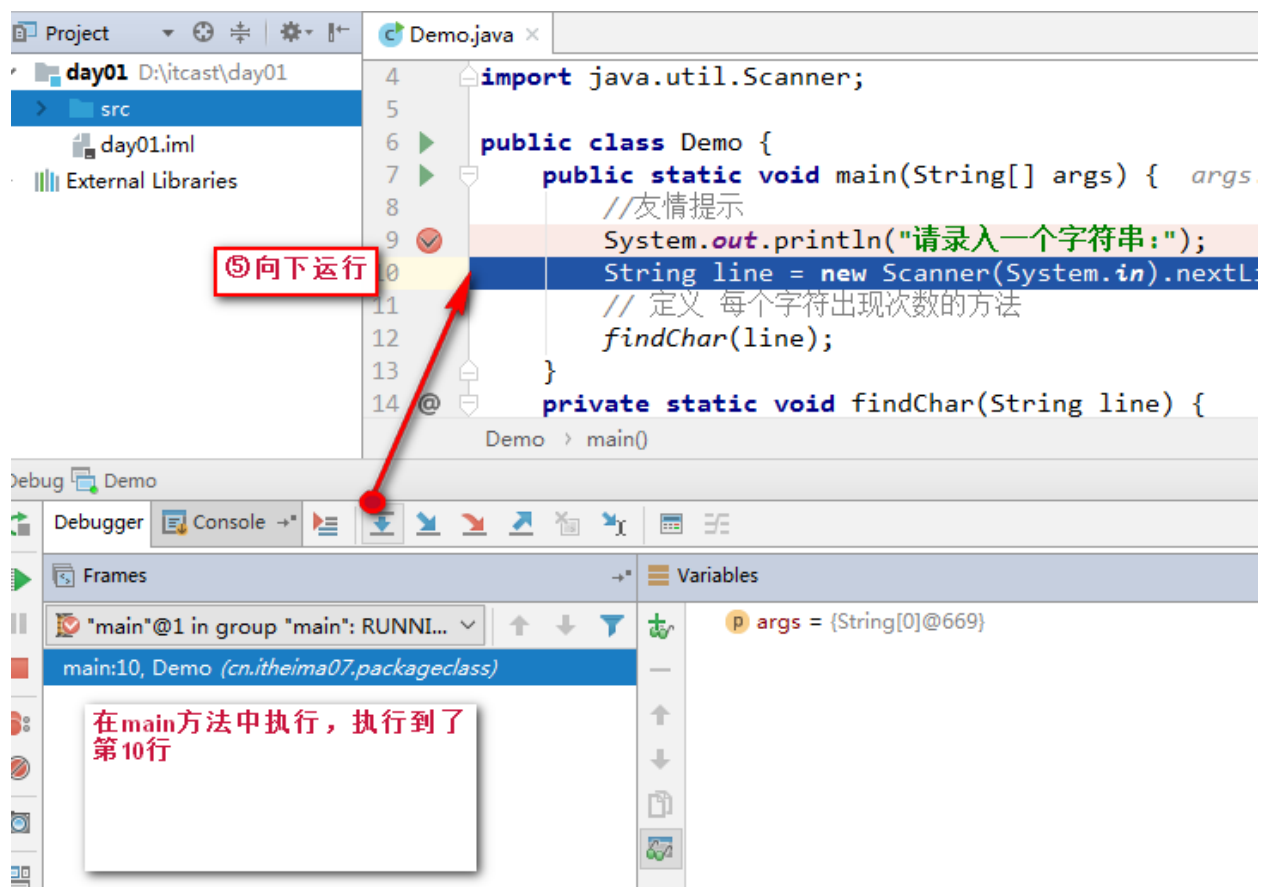 Project
Demo.java
day01 D:\itcast\day01
src
day01.iml
External Libraries
4 import java.util.Scanner;
5
6 public class Demo {
7 public static void main(String[] args) { args
8 //友情提示
9 System.out.println("请录入一个字符串:");
10 String line = new Scanner(System.in).nextLi
11 // 定义 每个字符出现次数的方法
12 findChar(line);
13 }
14 @ private static void findChar(String line) {
⑤向下运行
Demo › main()
Debug Demo
Debugger Console
Frames
Variables
"main"@1 in group "main": RUNNI...
args = {String[0]@669}
main:10, Demo (cn.itheima07.packageclass)
在main方法中执行，执行到了
第10行